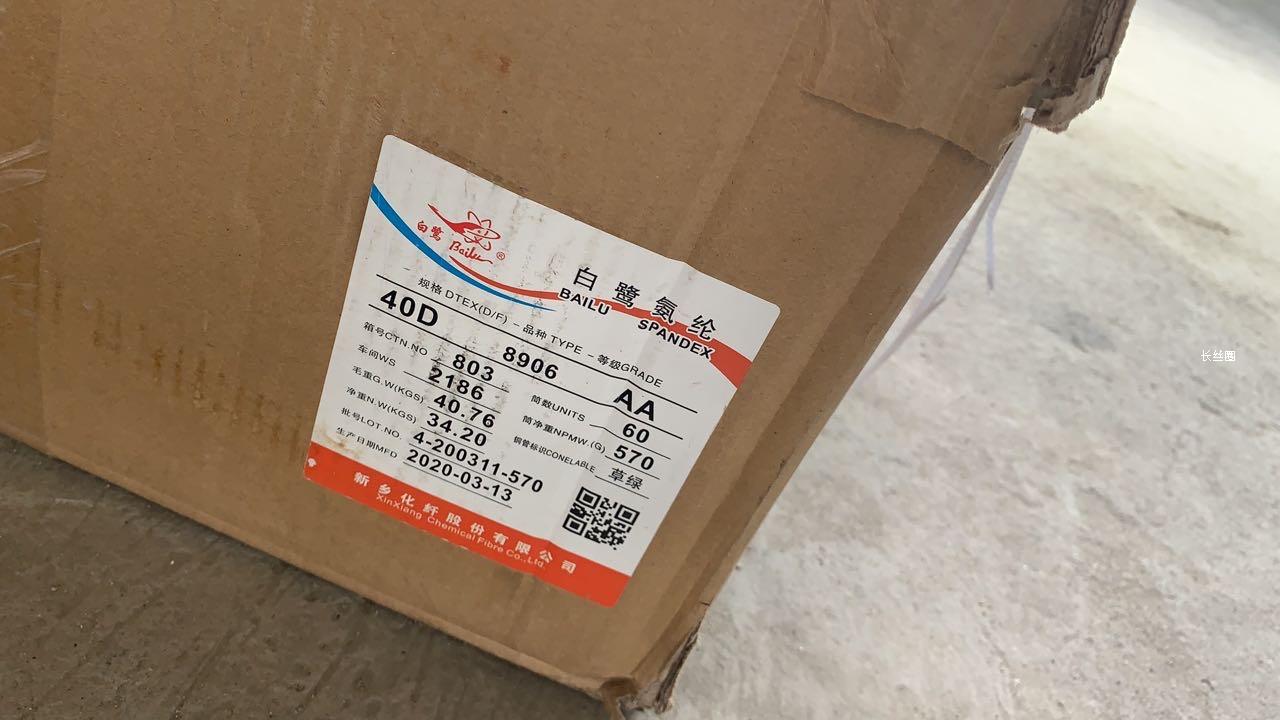 白鹭
Bailu®
白鹭氨纶
BAILU SPANDEX
规格DTEX(D/F) - 品种TYPE - 等级GRADE
40D 8906 AA
箱号CTN.NO 803 筒数UNITS 60
车间WS 2186 筒净重NPMW.(G) 570
毛重G.W(KGS) 40.76 铜管标识CONELABLE 草绿
净重N.W(KGS) 34.20
批号LOT.NO. 4-200311-570
生产日期MFD 2020-03-13
新乡化纤股份有限公司
XinXiang Chemical Fibre Co.,Ltd.
长丝圈